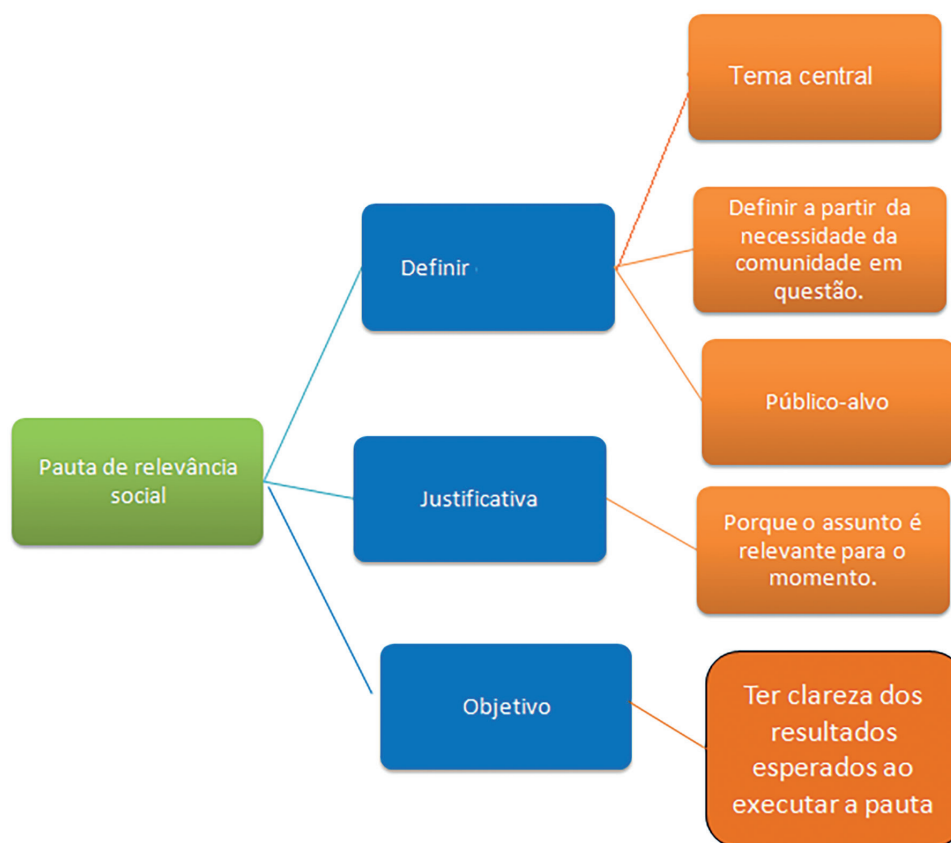 Tema central
Definir a partir da
necessidade da
comunidade em
questão.
Definir
Público-alvo
Pauta de relevância
social
Justificativa
Porque o assunto é
relevante para o
momento.
Objetivo
Ter clareza dos
resultados
esperados ao
executar a pauta